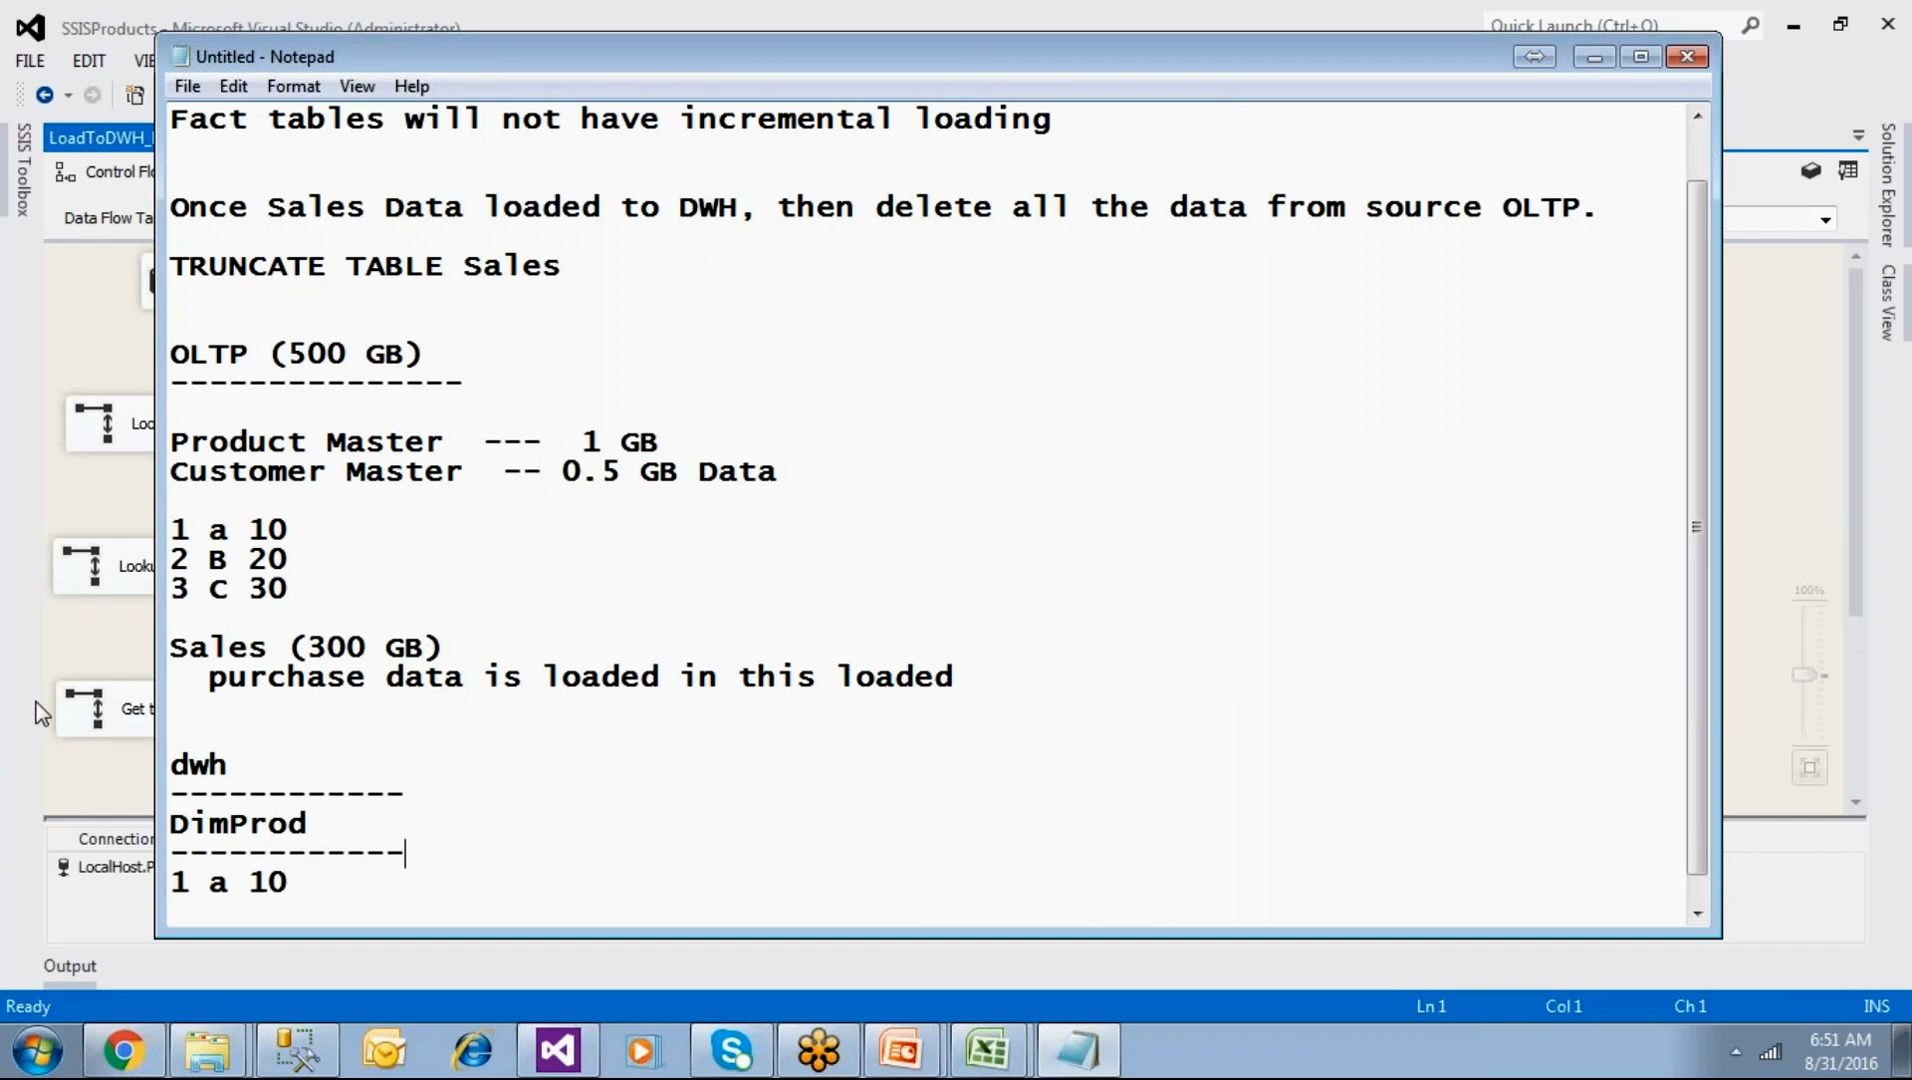 SSISProducts - Microsoft Visual Studio (Administrator)
Quick Launch (Ctrl+Q)
FILE EDIT
Untitled - Notepad
File Edit Format View Help
SSIS Toolbox
LoadToDWH_
Control Flo
Data Flow Ta
Fact tables will not have incremental loading
Once Sales Data loaded to DWH, then delete all the data from source OLTP.
TRUNCATE TABLE Sales
OLTP (500 GB)
---------------
Product Master --- 1 GB
Customer Master -- 0.5 GB Data
1 a 10
2 B 20
3 C 30
Sales (300 GB)
purchase data is loaded in this loaded
dwh
------------
DimProd
------------
1 a 10
Loo
Looku
Get t
Solution Explorer
Class View
100%
Connection
LocalHost.P
Output
Ready
Ln 1 Col 1 Ch 1 INS
6:51 AM
8/31/2016